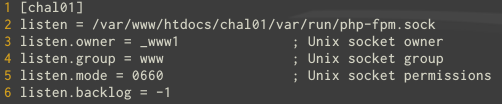 1 [chal01]
2 listen = /var/www/htdocs/chal01/var/run/php-fpm.sock
3 listen.owner = _www1 ; Unix socket owner
4 listen.group = www ; Unix socket group
5 listen.mode = 0660 ; Unix socket permissions
6 listen.backlog = -1